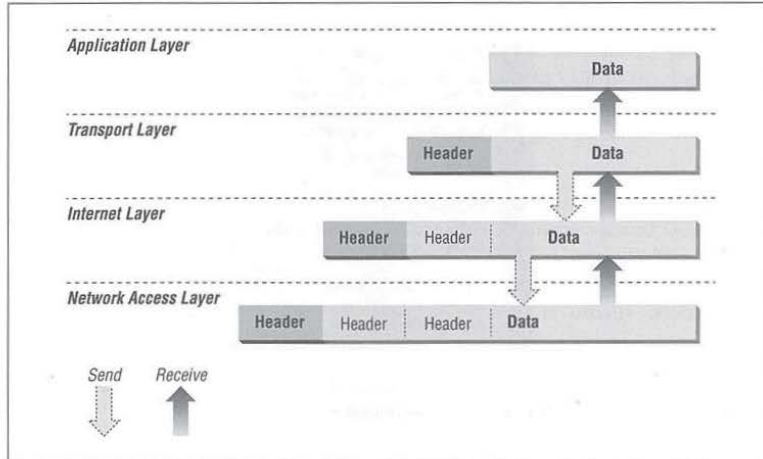 Application Layer
Data
Transport Layer
Header Data
Internet Layer
Header Header Data
Network Access Layer
Header Header Header Data
Send Receive